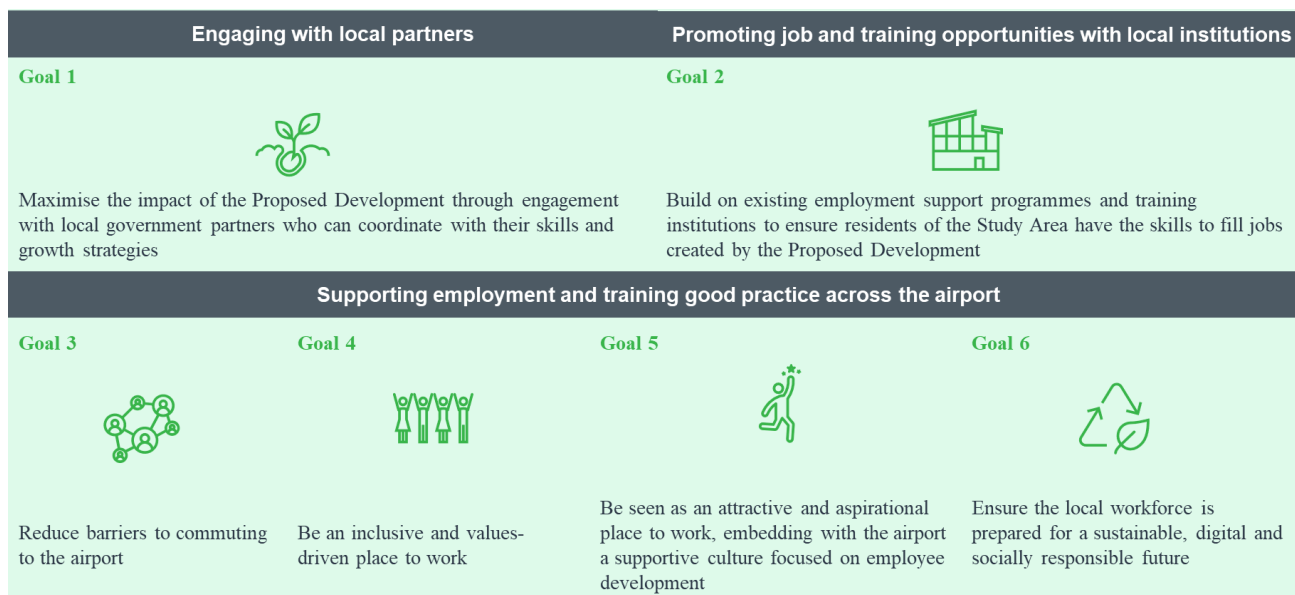 Engaging with local partners
Promoting job and training opportunities with local institutions
Goal 1
Maximise the impact of the Proposed Development through engagement
with local government partners who can coordinate with their skills and
growth strategies
Goal 2
Build on existing employment support programmes and training
institutions to ensure residents of the Study Area have the skills to fill jobs
created by the Proposed Development
Supporting employment and training good practice across the airport
Goal 3
Reduce barriers to commuting
to the airport
Goal 4
Be an inclusive and values-
driven place to work
Goal 5
Be seen as an attractive and aspirational
place to work, embedding with the airport
a supportive culture focused on employee
development
Goal 6
Ensure the local workforce is
prepared for a sustainable, digital and
socially responsible future